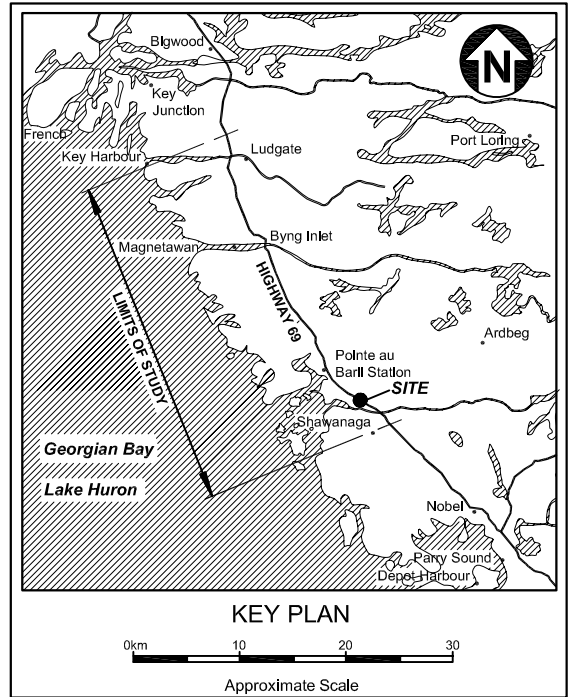 Bigwood
N
Key
Junction
French
Port Loring
Key Harbour
Ludgate
Magnetawan
Byng Inlet
HIGHWAY 69
LIMITS OF STUDY
Ardbeg
Pointe au
Baril Station
SITE
Shawanaga
Georgian Bay
Lake Huron
Nobel
Parry Sound
Depot Harbour
KEY PLAN
0km 10 20 30
Approximate Scale